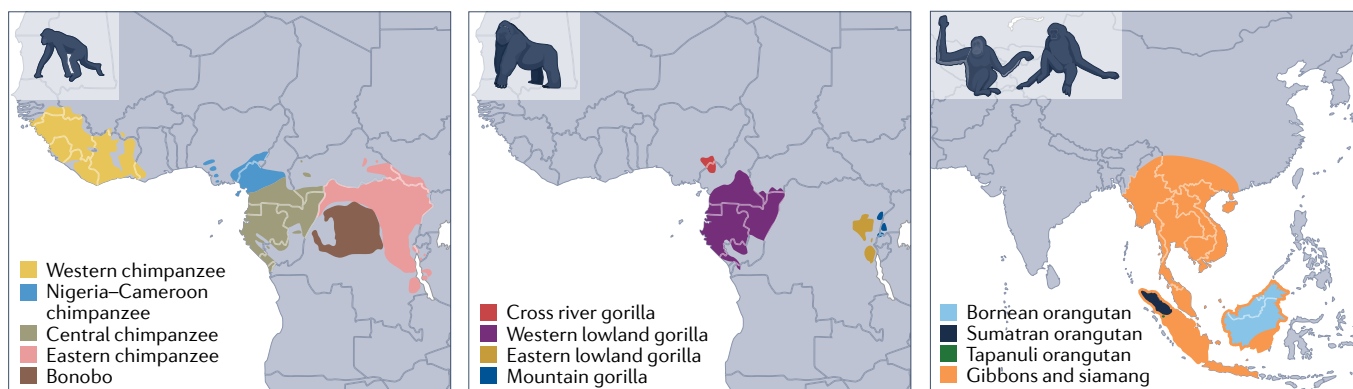 Western chimpanzee
Nigeria–Cameroon
chimpanzee
Central chimpanzee
Eastern chimpanzee
Bonobo
Cross river gorilla
Western lowland gorilla
Eastern lowland gorilla
Mountain gorilla
Bornean orangutan
Sumatran orangutan
Tapanuli orangutan
Gibbons and siamang